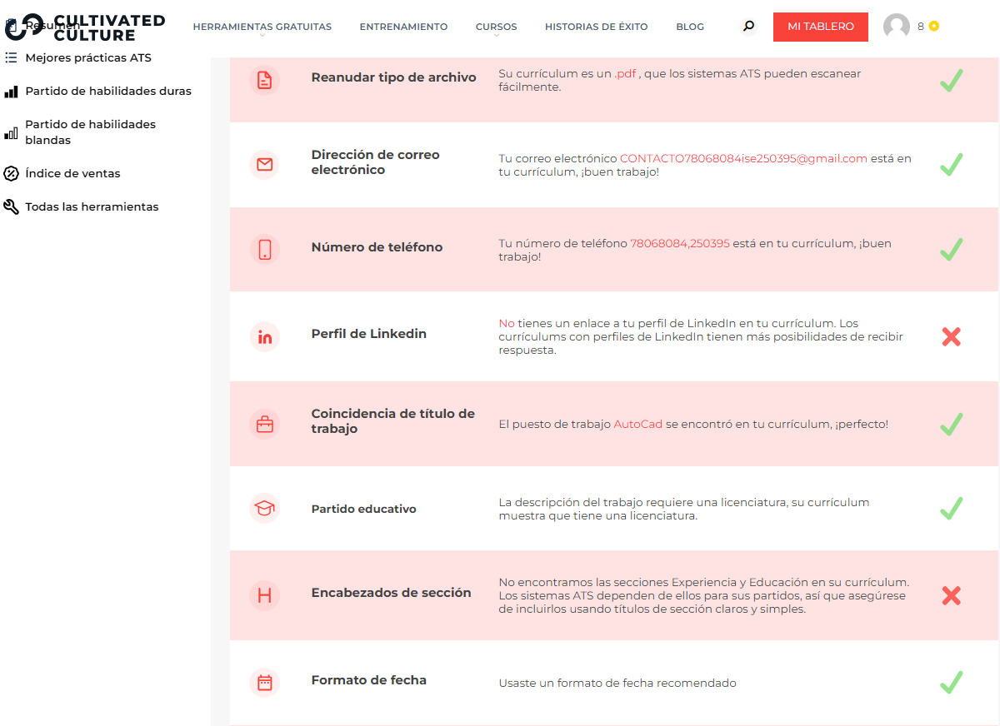 CULTIVATED
CULTURE
HERRAMIENTAS GRATUITAS
ENTRENAMIENTO
CURSOS
HISTORIAS DE ÉXITO
BLOG
MI TABLERO
8
Resumen
Mejores prácticas ATS
Partido de habilidades duras
Partido de habilidades
blandas
Índice de ventas
Todas las herramientas
Reanudar tipo de archivo
Su currículum es un .pdf , que los sistemas ATS pueden escanear
fácilmente.
Dirección de correo
electrónico
Tu correo electrónico CONTACTO78068084ise250395@gmail.com está en
tu currículum, ¡buen trabajo!
Número de teléfono
Tu número de teléfono 78068084,250395 está en tu currículum, ¡buen
trabajo!
Perfil de Linkedin
No tienes un enlace a tu perfil de LinkedIn en tu currículum. Los
currículums con perfiles de LinkedIn tienen más posibilidades de recibir
respuesta.
Coincidencia de título de
trabajo
El puesto de trabajo AutoCad se encontró en tu currículum, ¡perfecto!
Partido educativo
La descripción del trabajo requiere una licenciatura, su currículum
muestra que tiene una licenciatura.
Encabezados de sección
No encontramos las secciones Experiencia y Educación en su currículum.
Los sistemas ATS dependen de ellos para sus partidos, así que asegúrese
de incluirlos usando títulos de sección claros y simples.
Formato de fecha
Usaste un formato de fecha recomendado